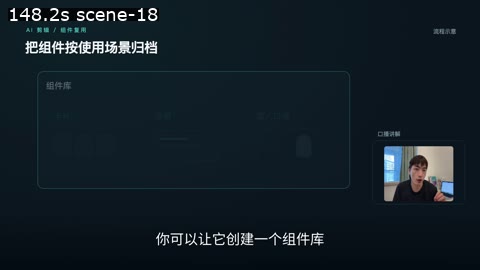 148.2s scene-18
AI 剪辑 / 组件复用
流程示意
把组件按使用场景归档
组件库
口播讲解
你可以让它创建一个组件库